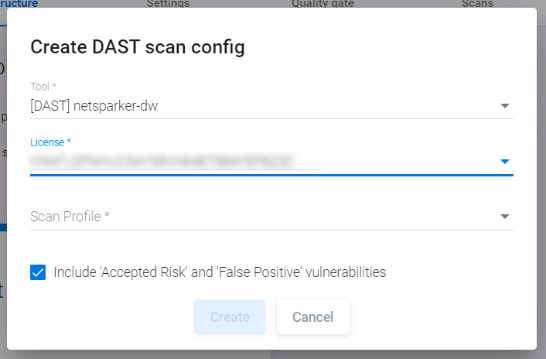 ructure Settings Quality gate Scans
Create DAST scan config
Tool *
[DAST] netsparker-dw
License *
Scan Profile *
Include 'Accepted Risk' and 'False Positive' vulnerabilities
Create Cancel